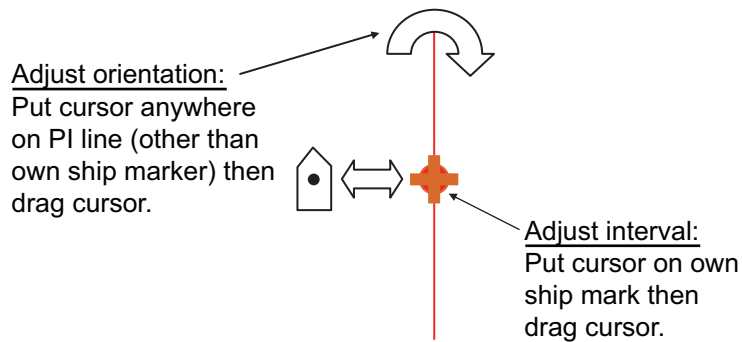 Adjust orientation:
Put cursor anywhere
on PI line (other than
own ship marker) then
drag cursor.
Adjust interval:
Put cursor on own
ship mark then
drag cursor.